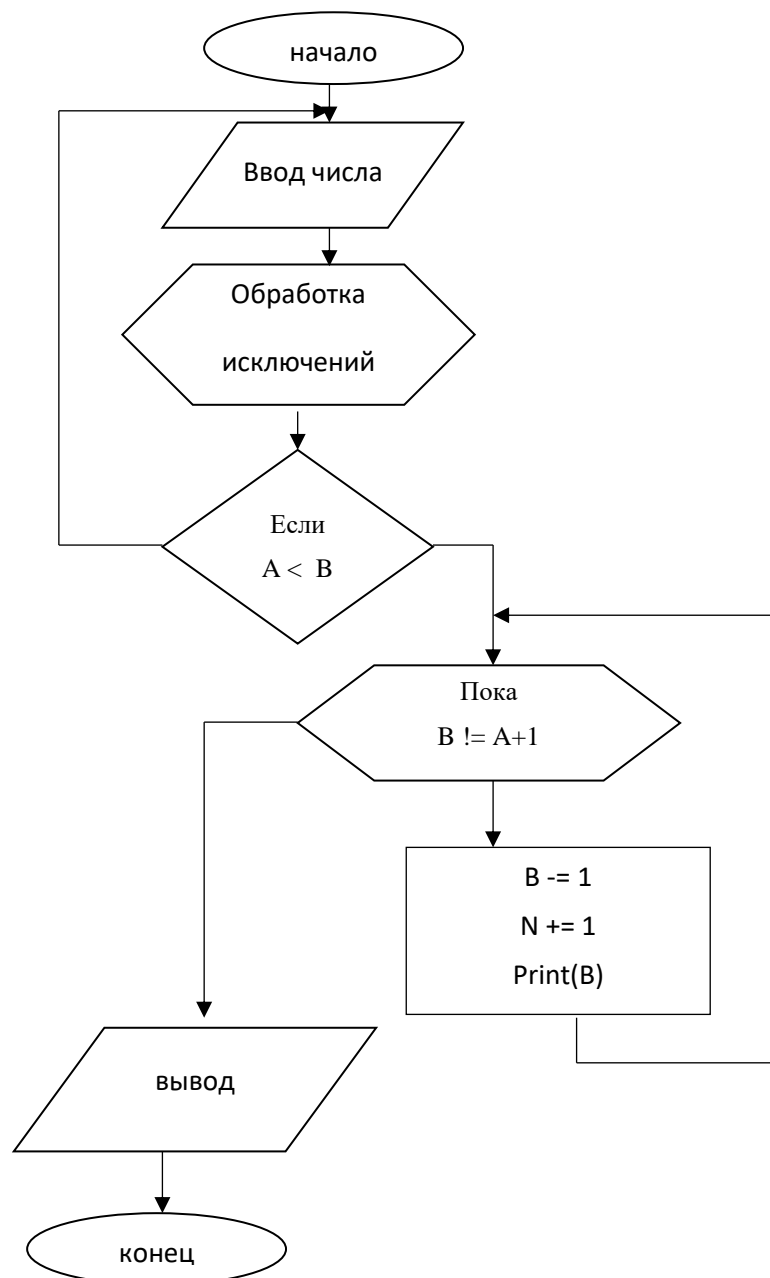 начало
Ввод числа
Обработка
исключений
Если
A < B
Пока
B != A+1
B -= 1
N += 1
Print(B)
вывод
конец